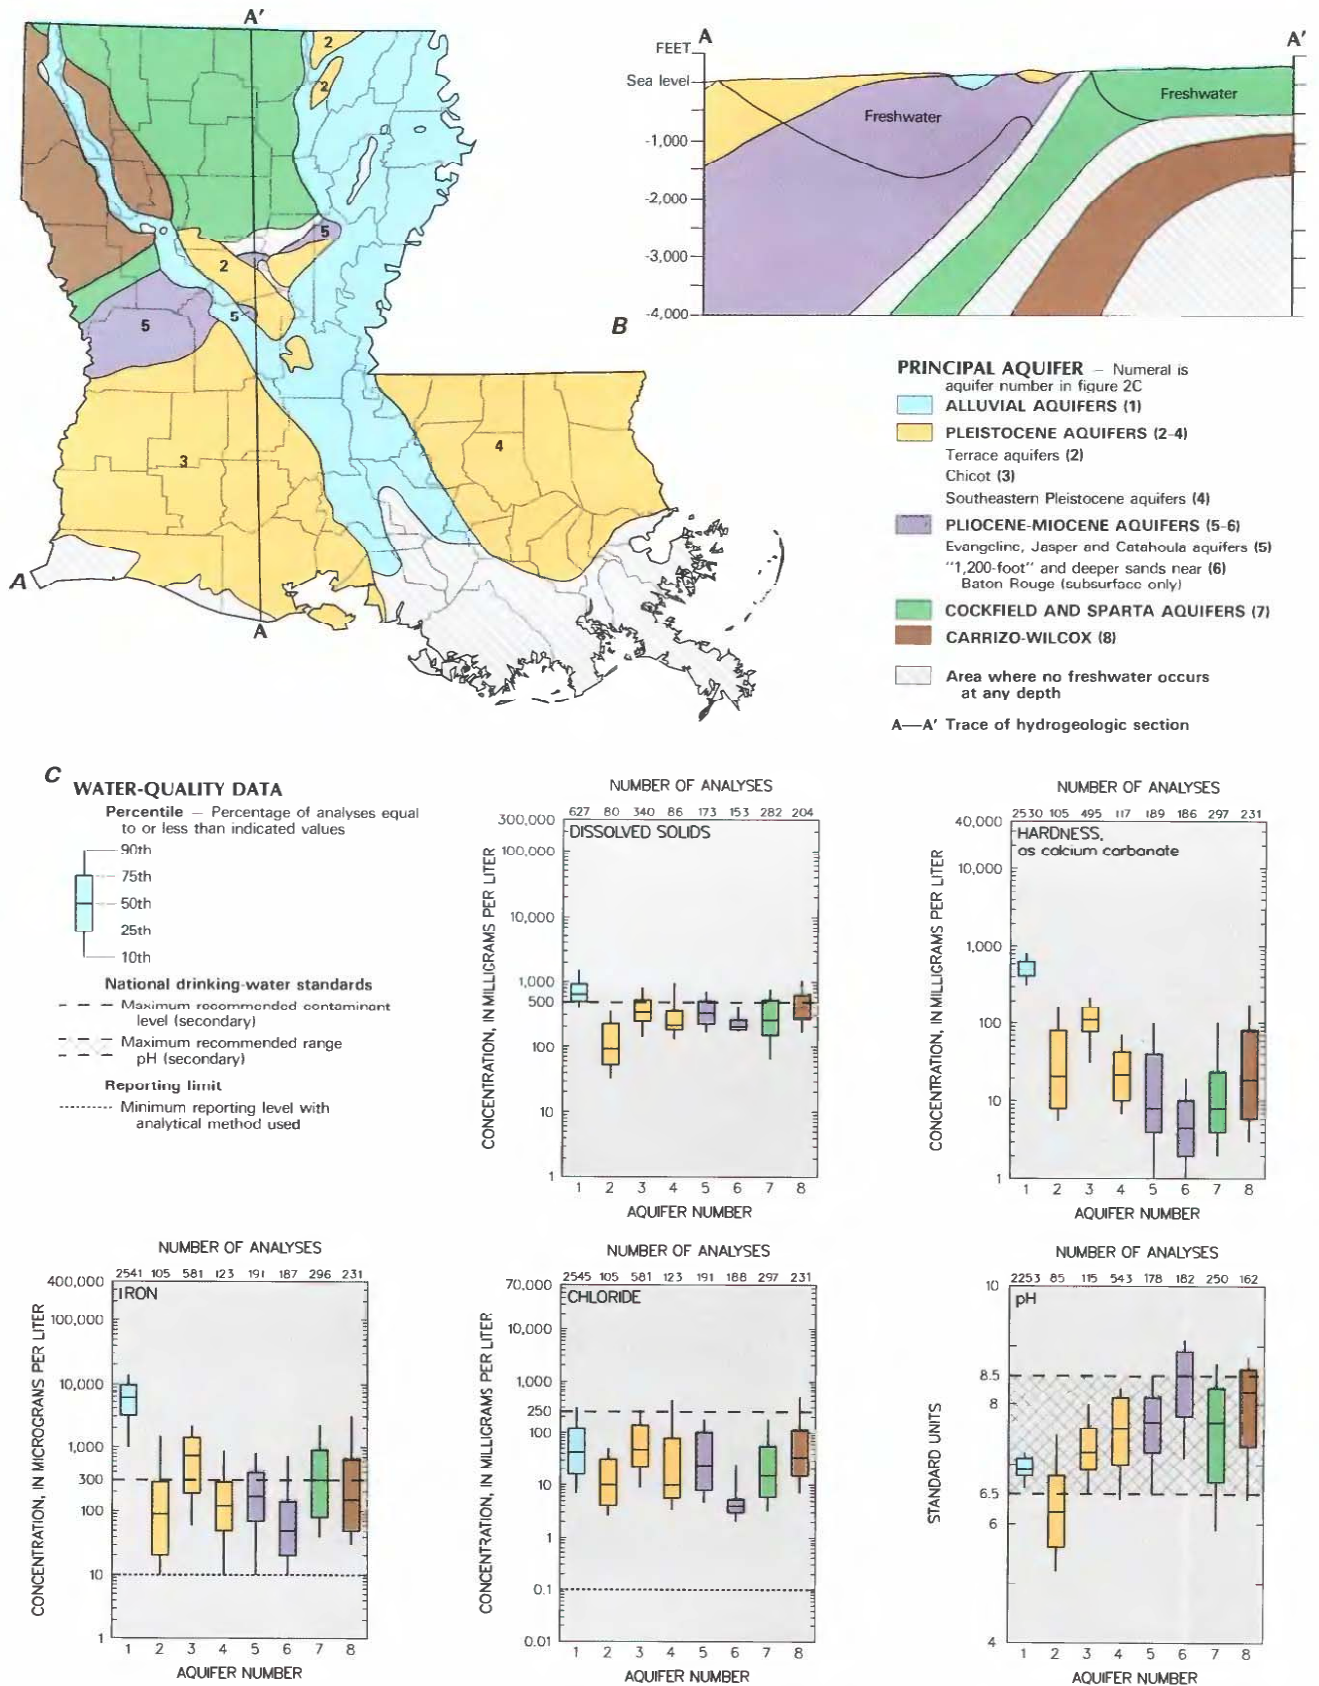 A'
2
2
5
2
5
5
3
4
A
A
B
A
A'
FEET
Sea level
-1,000
-2,000
-3,000
-4,000
Freshwater
Freshwater
PRINCIPAL AQUIFER — Numeral is
aquifer number in figure 2C
ALLUVIAL AQUIFERS (1)
PLEISTOCENE AQUIFERS (2-4)
Terrace aquifers (2)
Chicot (3)
Southeastern Pleistocene aquifers (4)
PLIOCENE-MIOCENE AQUIFERS (5-6)
Evangeline, Jasper and Catahoula aquifers (5)
"1,200-foot" and deeper sands near (6)
Baton Rouge (subsurface only)
COCKFIELD AND SPARTA AQUIFERS (7)
CARRIZO-WILCOX (8)
Area where no freshwater occurs
at any depth
A—A' Trace of hydrogeologic section
C
WATER-QUALITY DATA
Percentile — Percentage of analyses equal
to or less than indicated values
90th
75th
50th
25th
10th
National drinking-water standards
Maximum recommended contaminant
level (secondary)
Maximum recommended range
pH (secondary)
Reporting limit
Minimum reporting level with
analytical method used
NUMBER OF ANALYSES
627 80 340 86 173 153 282 204
DISSOLVED SOLIDS
CONCENTRATION, IN MILLIGRAMS PER LITER
300,000
100,000
10,000
1,000
500
100
10
1
1 2 3 4 5 6 7 8
AQUIFER NUMBER
NUMBER OF ANALYSES
2530 105 495 117 189 186 297 231
HARDNESS,
as calcium carbonate
CONCENTRATION, IN MILLIGRAMS PER LITER
40,000
10,000
1,000
100
10
1
1 2 3 4 5 6 7 8
AQUIFER NUMBER
NUMBER OF ANALYSES
2541 105 581 123 191 187 296 231
IRON
CONCENTRATION, IN MICROGRAMS PER LITER
400,000
100,000
10,000
1,000
300
100
10
1
1 2 3 4 5 6 7 8
AQUIFER NUMBER
NUMBER OF ANALYSES
2545 105 581 123 191 188 297 231
CHLORIDE
CONCENTRATION, IN MILLIGRAMS PER LITER
70,000
10,000
1,000
250
100
10
1
0.1
0.01
1 2 3 4 5 6 7 8
AQUIFER NUMBER
NUMBER OF ANALYSES
2253 85 115 543 178 182 250 162
pH
STANDARD UNITS
10
8.5
8
6.5
6
4
1 2 3 4 5 6 7 8
AQUIFER NUMBER